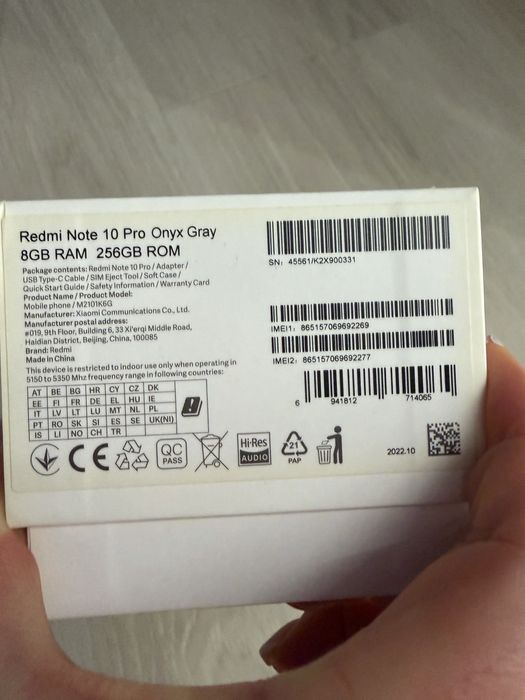 Redmi Note 10 Pro Onyx Gray
8GB RAM 256GB ROM
Package contents: Redmi Note 10 Pro / Adapter /
USB Type-C Cable / SIM Eject Tool / Soft Case /
Quick Start Guide / Safety Information / Warranty Card
Product Name / Product Model:
Mobile phone / M2101K6G
Manufacturer: Xiaomi Communications Co., Ltd.
Manufacturer postal address:
#019, 9th Floor, Building 6, 33 Xi'erqi Middle Road,
Haidian District, Beijing, China, 100085
Brand: Redmi
Made in China
This device is restricted to indoor use only when operating in
5150 to 5350 Mhz frequency range in following countries:
AT BE BG HR CY CZ DK
EE FI FR DE EL HU IE
IT LV LT LU MT NL PL
PT RO SK SI ES SE UK(NI)
IS LI NO CH TR
CE
QC
PASS
Hi-Res
AUDIO
21
PAP
SN: 45561/K2X900331
IMEI1: 865157069692269
IMEI2: 865157069692277
6 941812 714065
2022.10